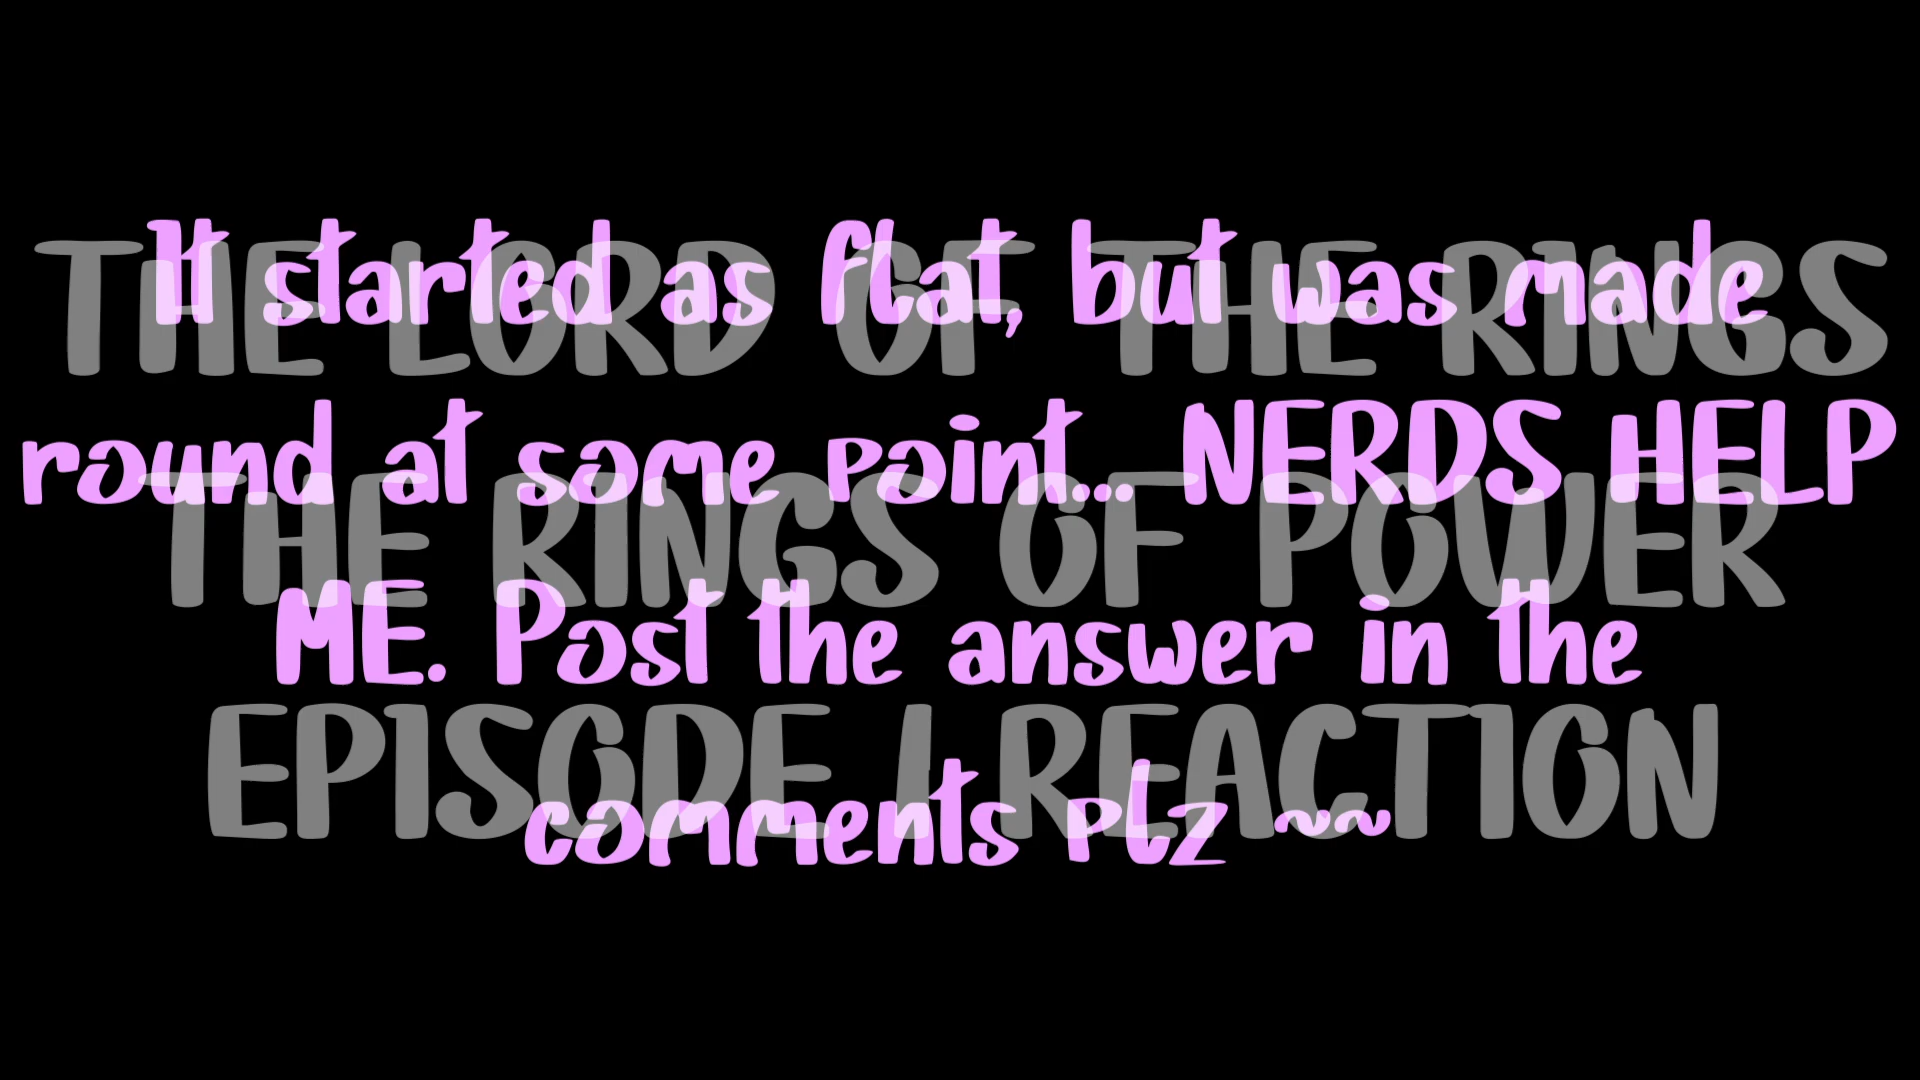 It started as flat, but was made
THE LORD OF THE RINGS
round at some point... NERDS HELP
THE RINGS OF POWER
ME. Post the answer in the
EPISODE 1 REACTION
comments plz ~~